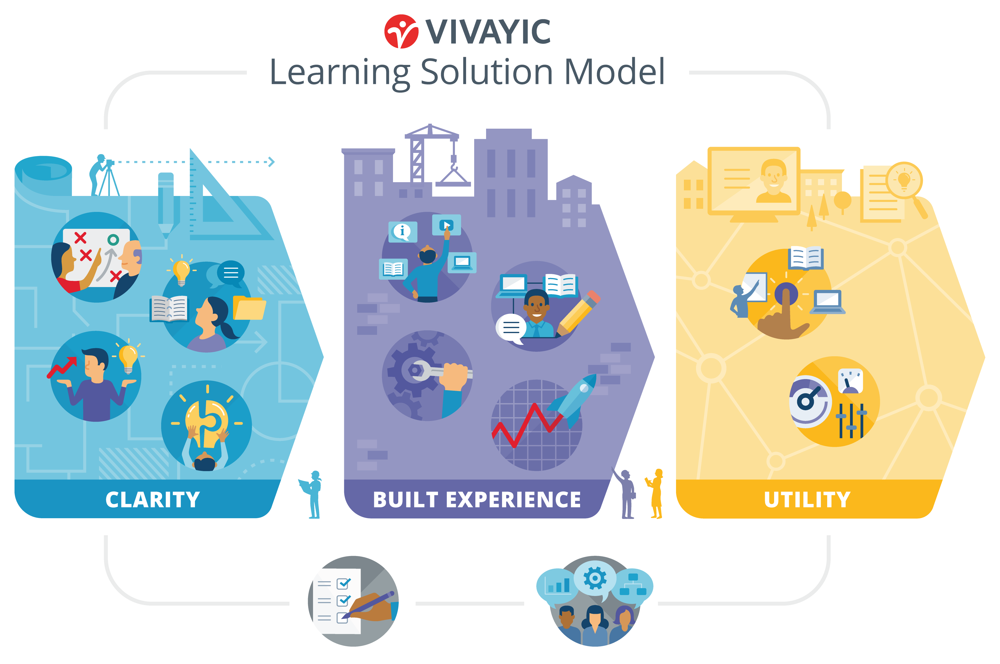 VIVAYIC
Learning Solution Model
i
CLARITY
BUILT EXPERIENCE
UTILITY